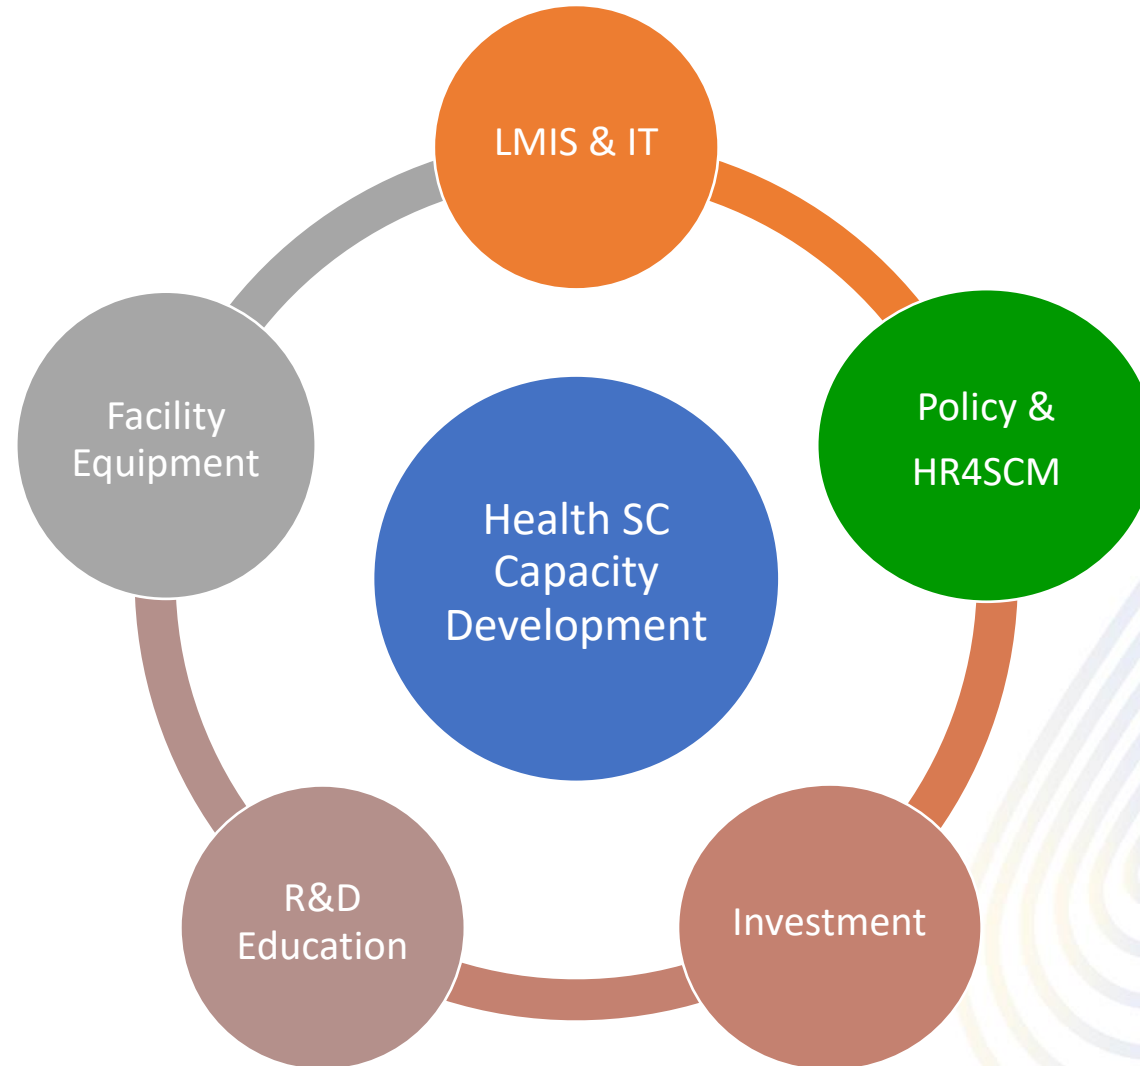 LMIS & IT
Policy &
HR4SCM
Facility
Equipment
Health SC
Capacity
Development
R&D
Education
Investment